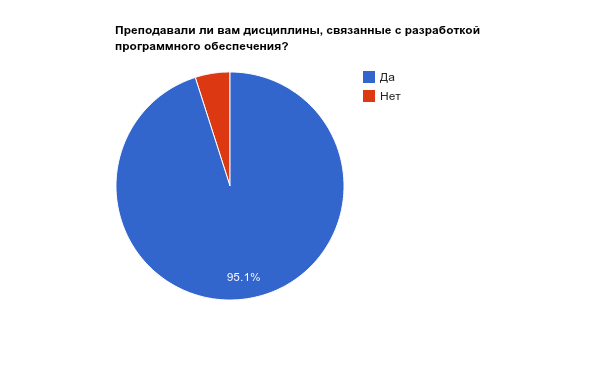 Преподавали ли вам дисциплины, связанные с разработкой
программного обеспечения?
Да
Нет
95.1%